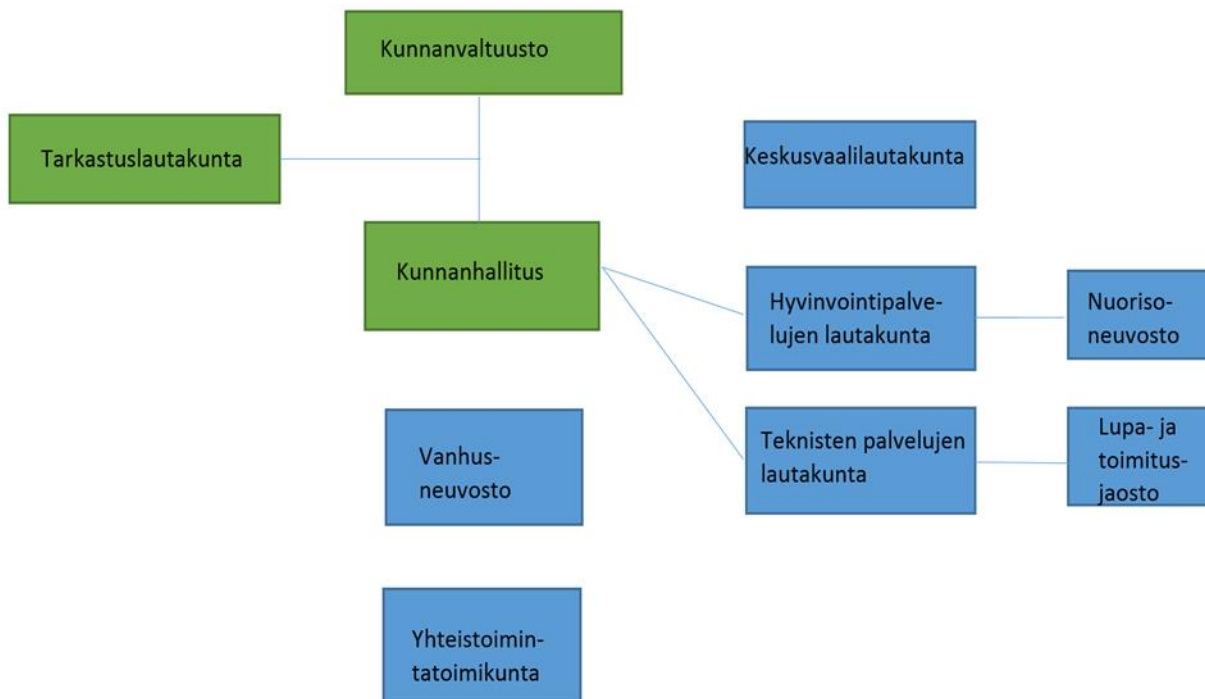 Kunnanvaltuusto
Tarkastuslautakunta
Keskusvaalilautakunta
Kunnanhallitus
Hyvinvointipalve-
lujen lautakunta
Nuoriso-
neuvosto
Vanhus-
neuvosto
Teknisten palvelujen
lautakunta
Lupa- ja
toimitus-
jaosto
Yhteistoimin-
tatoimikunta